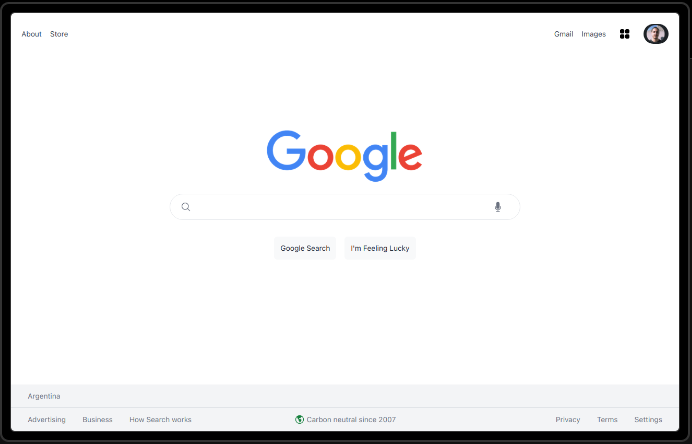 About Store Gmail Images
Google
Google Search I'm Feeling Lucky
Argentina
Advertising Business How Search works Carbon neutral since 2007 Privacy Terms Settings